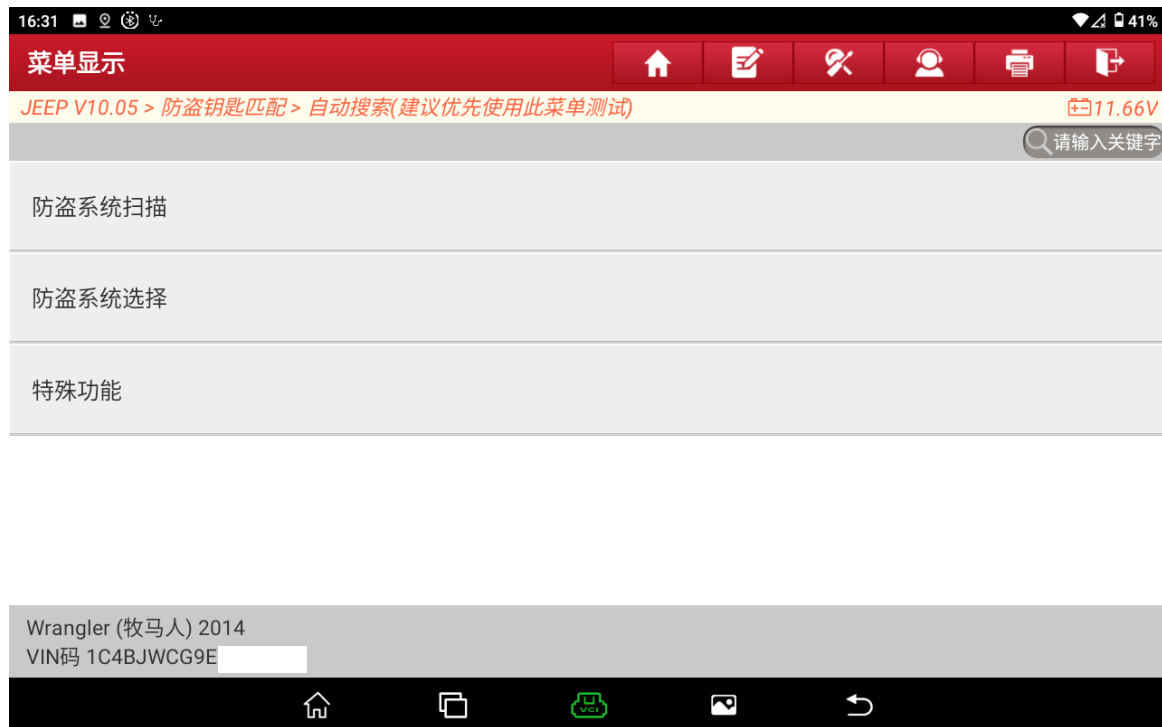 16:31 41%
菜单显示
JEEP V10.05 > 防盗钥匙匹配 > 自动搜索(建议优先使用此菜单测试) 11.66V
请输入关键字
防盗系统扫描
防盗系统选择
特殊功能
Wrangler (牧马人) 2014
VIN码 1C4BJWCG9E
VCI